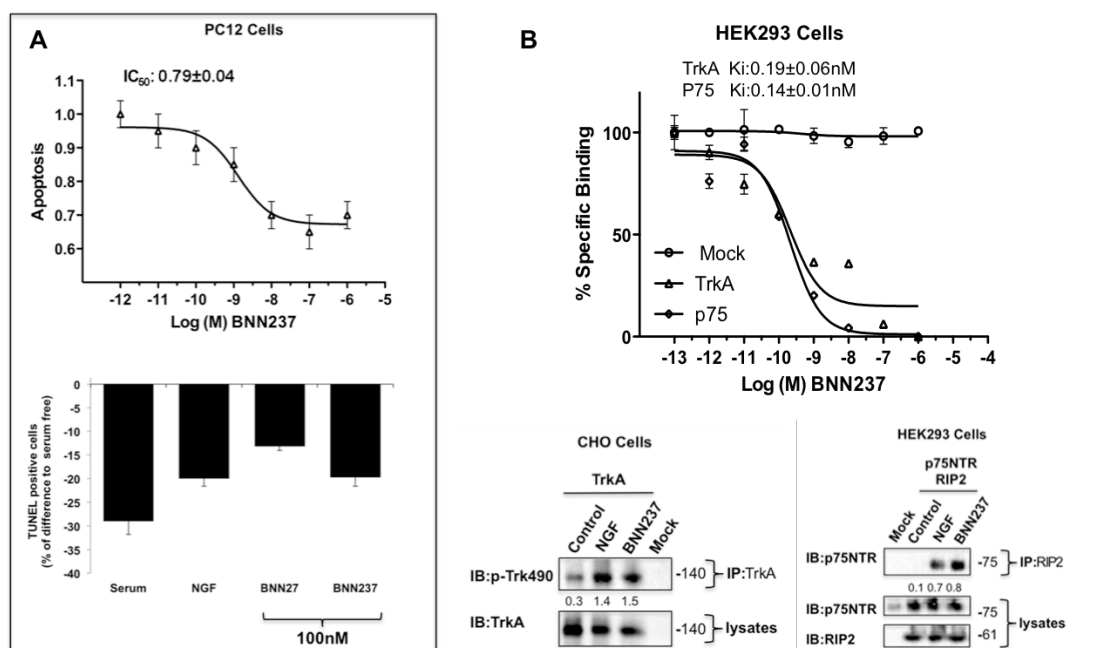 A
PC12 Cells
IC50: 0.79±0.04
Apoptosis
1.1
1.0
0.9
0.8
0.7
0.6
-12 -11 -10 -9 -8 -7 -6 -5
Log (M) BNN237
TUNEL positive cells
(% of difference to serum free)
0
-5
-10
-15
-20
-25
-30
-35
-40
Serum NGF BNN27 BNN237
100nM
B
HEK293 Cells
TrkA Ki:0.19±0.06nM
P75 Ki:0.14±0.01nM
% Specific Binding
100
50
0
Mock
TrkA
p75
-13 -12 -11 -10 -9 -8 -7 -6 -5 -4
Log (M) BNN237
CHO Cells
TrkA
Control NGF BNN237 Mock
IB:p-Trk490 -140 IP:TrkA
0.3 1.4 1.5
IB:TrkA -140 lysates
HEK293 Cells
p75NTR
RIP2
Mock Control NGF BNN237
IB:p75NTR -75 IP:RIP2
0.1 0.7 0.8
IB:p75NTR -75
lysates
IB:RIP2 -61